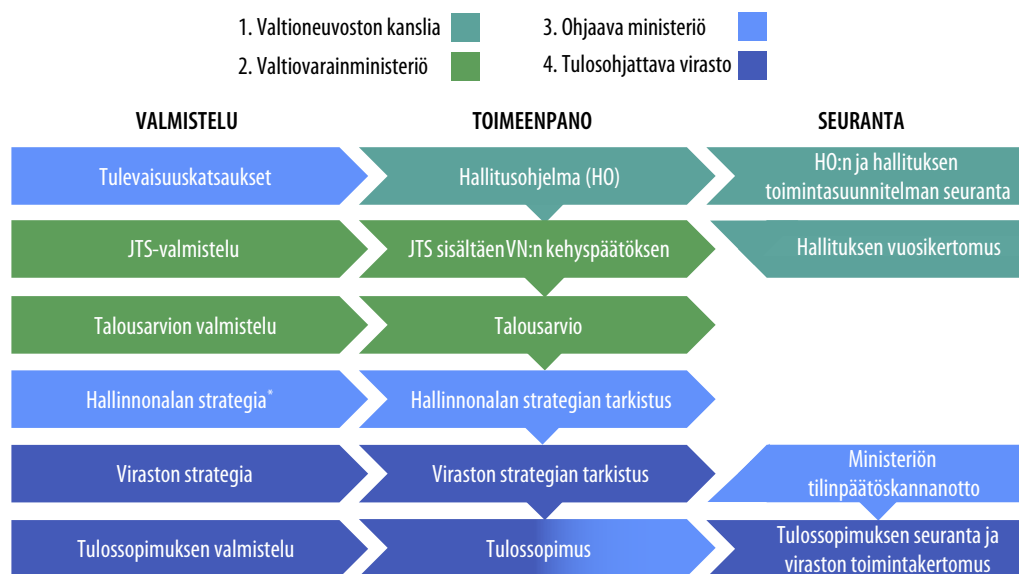 1. Valtioneuvoston kanslia
3. Ohjaava ministeriö
2. Valtiovarainministeriö
4. Tulosohjattava virasto
VALMISTELU
TOIMEENPANO
SEURANTA
Tulevaisuuskatsaukset
Hallitusohjelma (HO)
HO:n ja hallituksen
toimintasuunnitelman seuranta
JTS-valmistelu
JTS sisältäen VN:n kehyspäätöksen
Hallituksen vuosikertomus
Talousarvion valmistelu
Talousarvio
Hallinnonalan strategia*
Hallinnonalan strategian tarkistus
Viraston strategia
Viraston strategian tarkistus
Ministeriön
tilinpäätöskannanotto
Tulossopimuksen valmistelu
Tulossopimus
Tulossopimuksen seuranta ja
viraston toimintakertomus